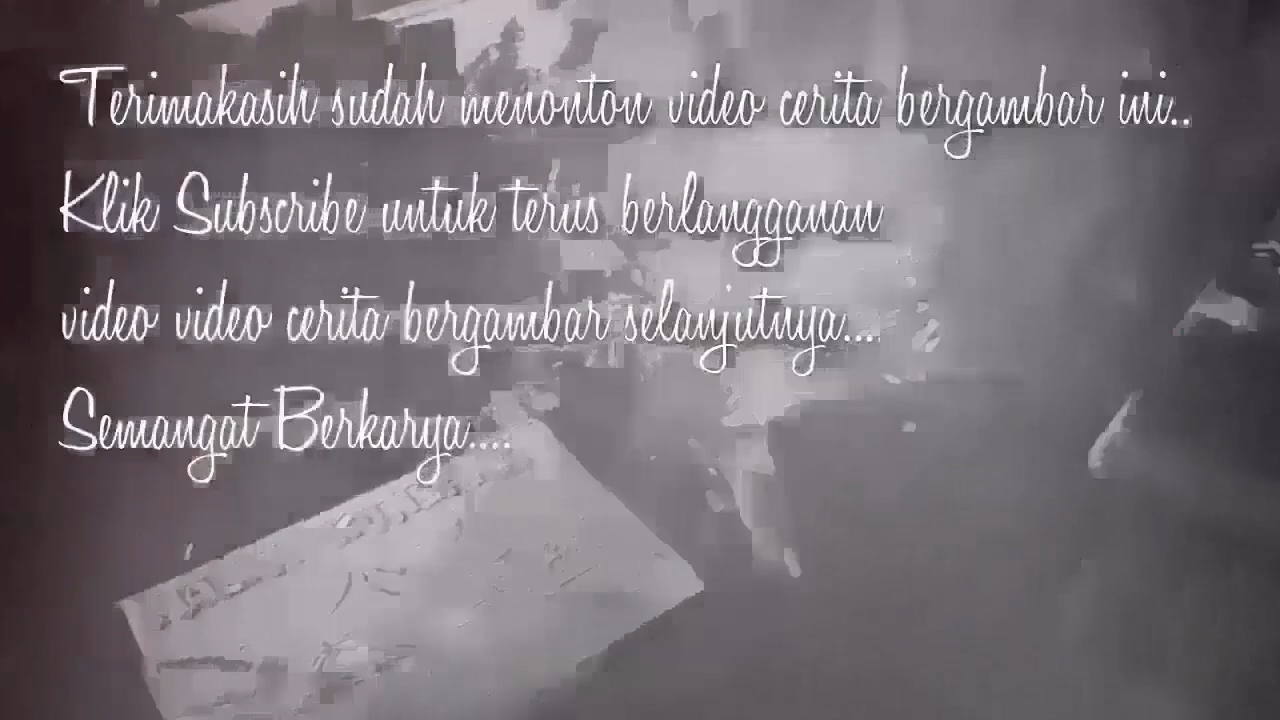 Terimakasih sudah menonton video cerita bergambar ini..
Klik Subscribe untuk terus berlangganan
video video cerita bergambar selanjutnya....
Semangat Berkarya....